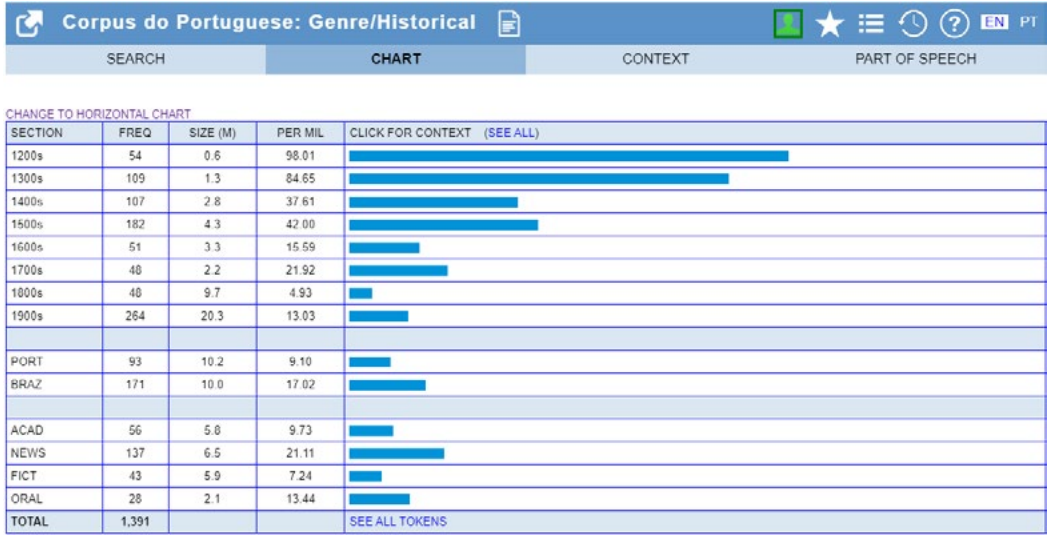 Corpus do Portuguese: Genre/Historical EN PT
SEARCH CHART CONTEXT PART OF SPEECH
CHANGE TO HORIZONTAL CHART
SECTION FREQ SIZE (M) PER MIL CLICK FOR CONTEXT (SEE ALL)
1200s 54 0.6 98.01
1300s 109 1.3 84.65
1400s 107 2.8 37.61
1500s 182 4.3 42.00
1600s 51 3.3 15.59
1700s 48 2.2 21.92
1800s 48 9.7 4.93
1900s 264 20.3 13.03
PORT 93 10.2 9.10
BRAZ 171 10.0 17.02
ACAD 56 5.8 9.73
NEWS 137 6.5 21.11
FICT 43 5.9 7.24
ORAL 28 2.1 13.44
TOTAL 1,391 SEE ALL TOKENS